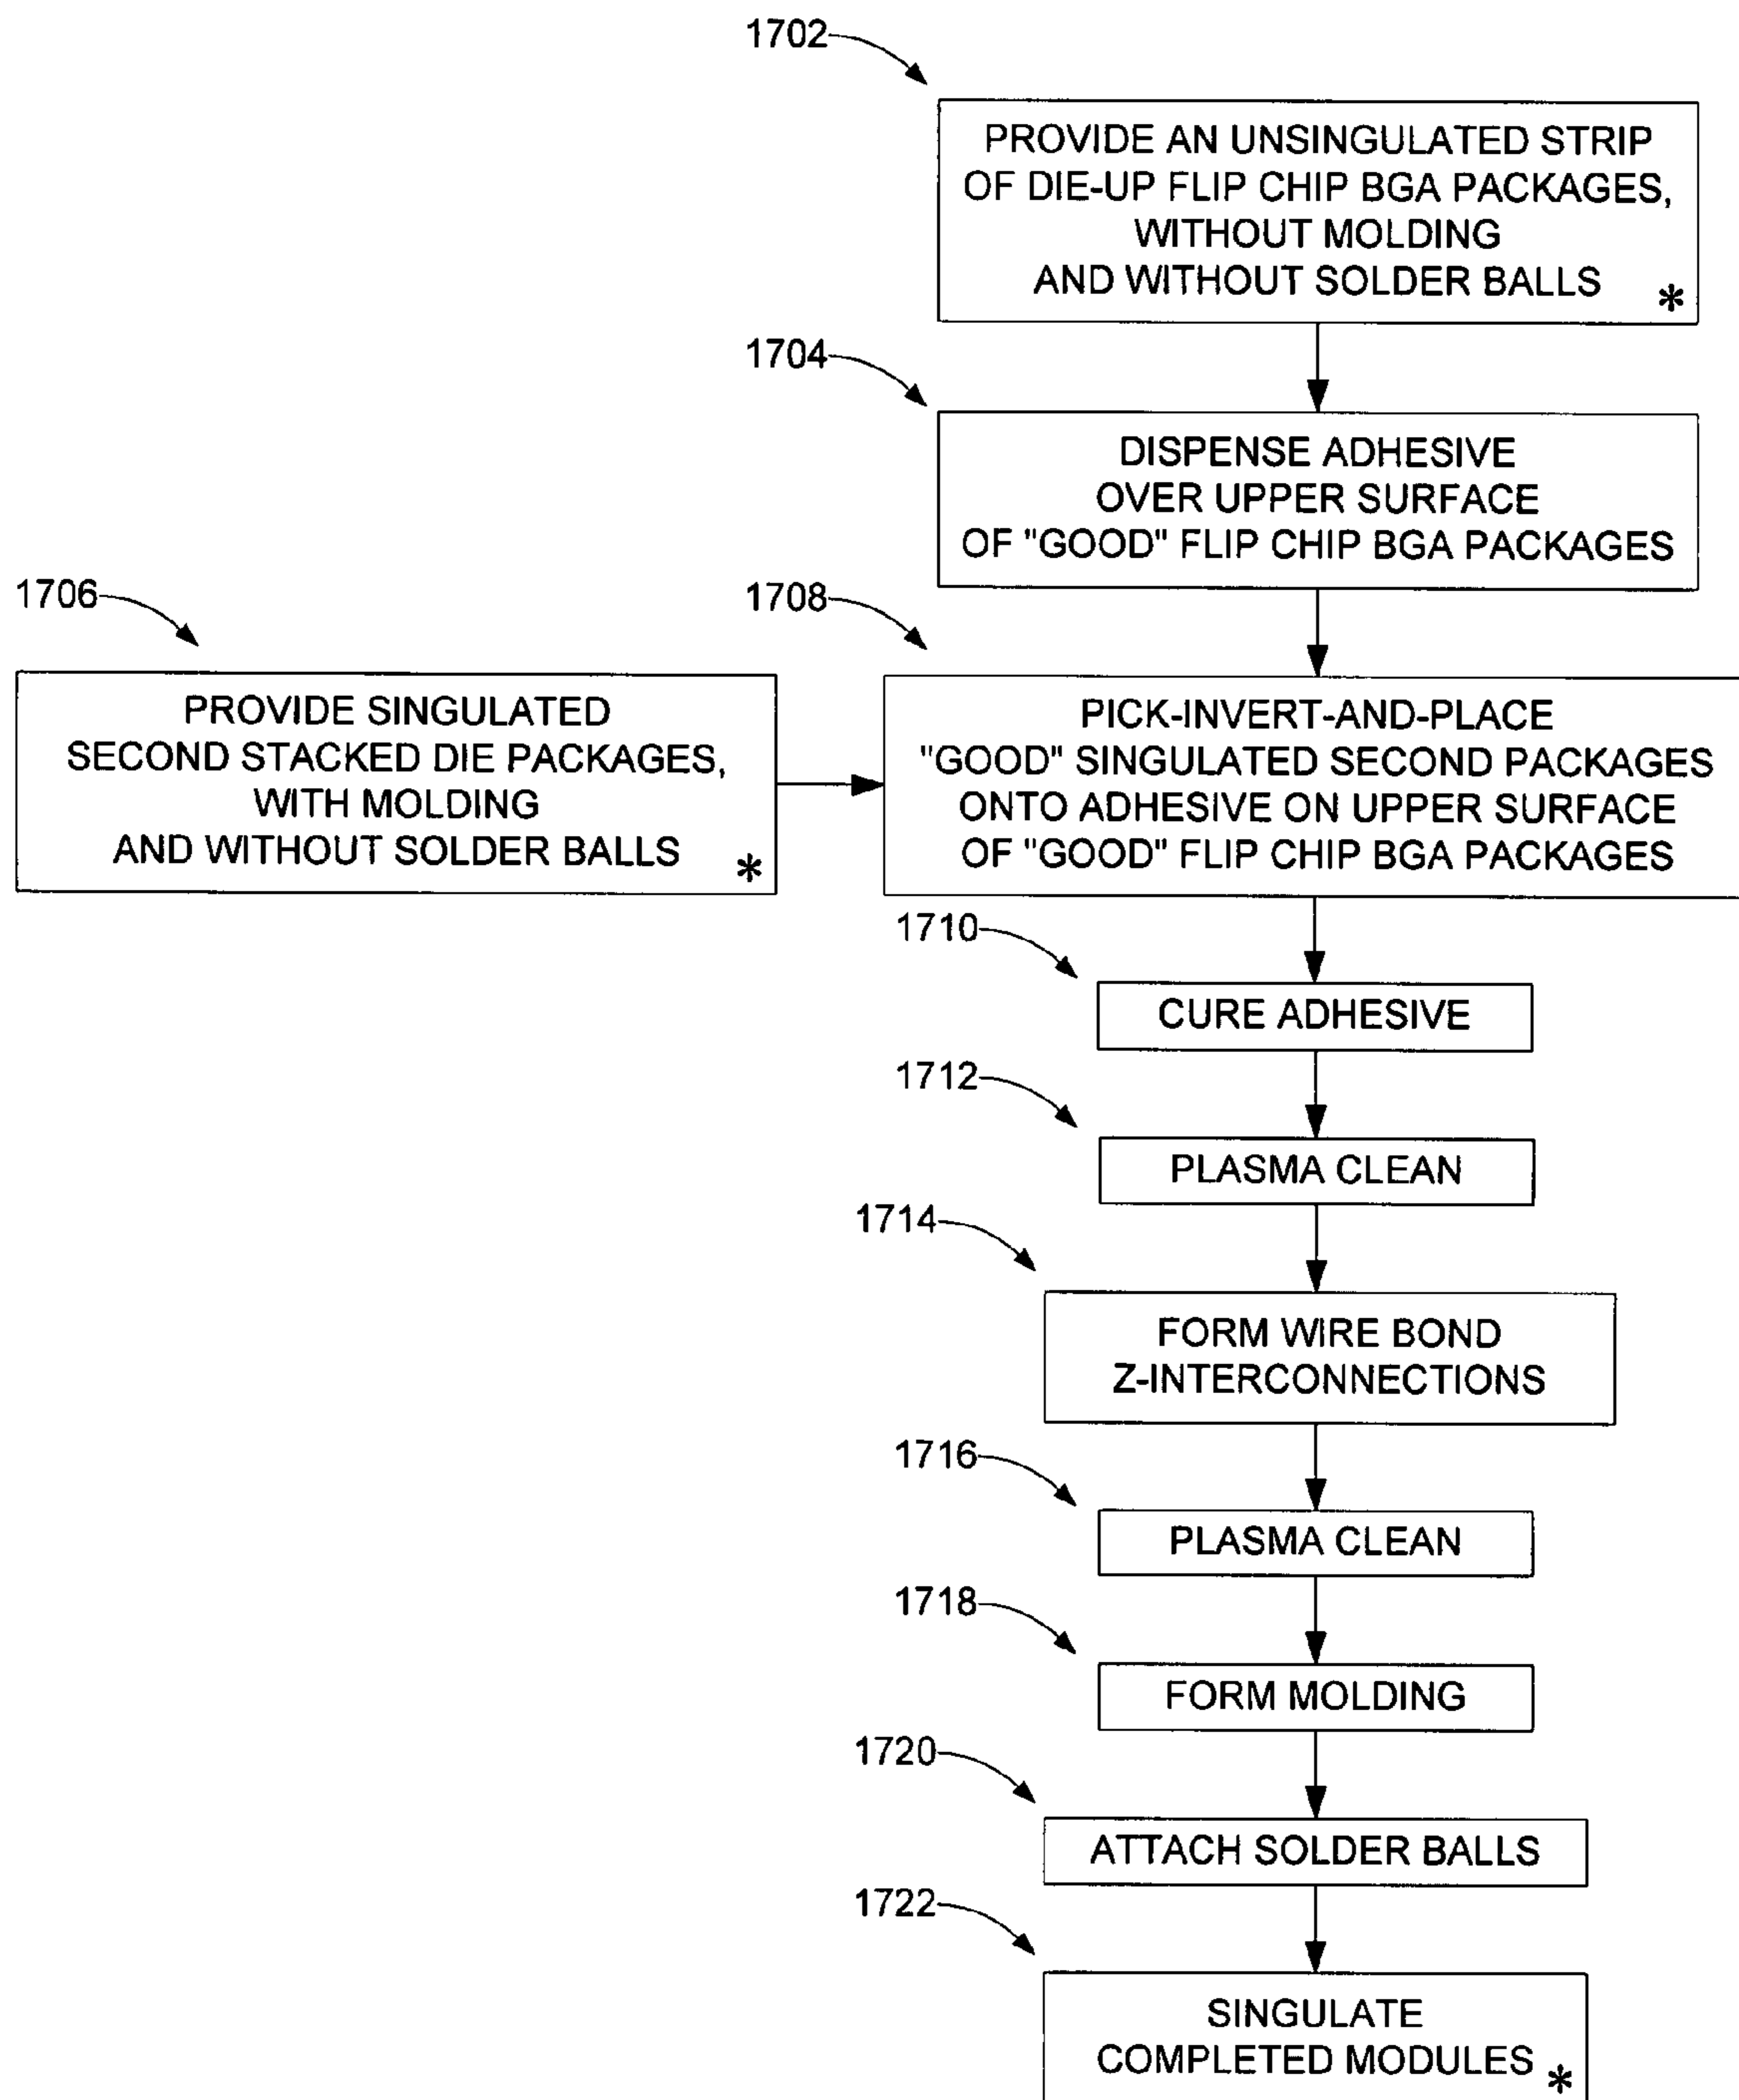 1702
PROVIDE AN UNSINGULATED STRIP
OF DIE-UP FLIP CHIP BGA PACKAGES,
WITHOUT MOLDING
AND WITHOUT SOLDER BALLS *
1704
DISPENSE ADHESIVE
OVER UPPER SURFACE
OF "GOOD" FLIP CHIP BGA PACKAGES
1706
PROVIDE SINGULATED
SECOND STACKED DIE PACKAGES,
WITH MOLDING
AND WITHOUT SOLDER BALLS *
1708
PICK-INVERT-AND-PLACE
"GOOD" SINGULATED SECOND PACKAGES
ONTO ADHESIVE ON UPPER SURFACE
OF "GOOD" FLIP CHIP BGA PACKAGES
1710
CURE ADHESIVE
1712
PLASMA CLEAN
1714
FORM WIRE BOND
Z-INTERCONNECTIONS
1716
PLASMA CLEAN
1718
FORM MOLDING
1720
ATTACH SOLDER BALLS
1722
SINGULATE
COMPLETED MODULES *